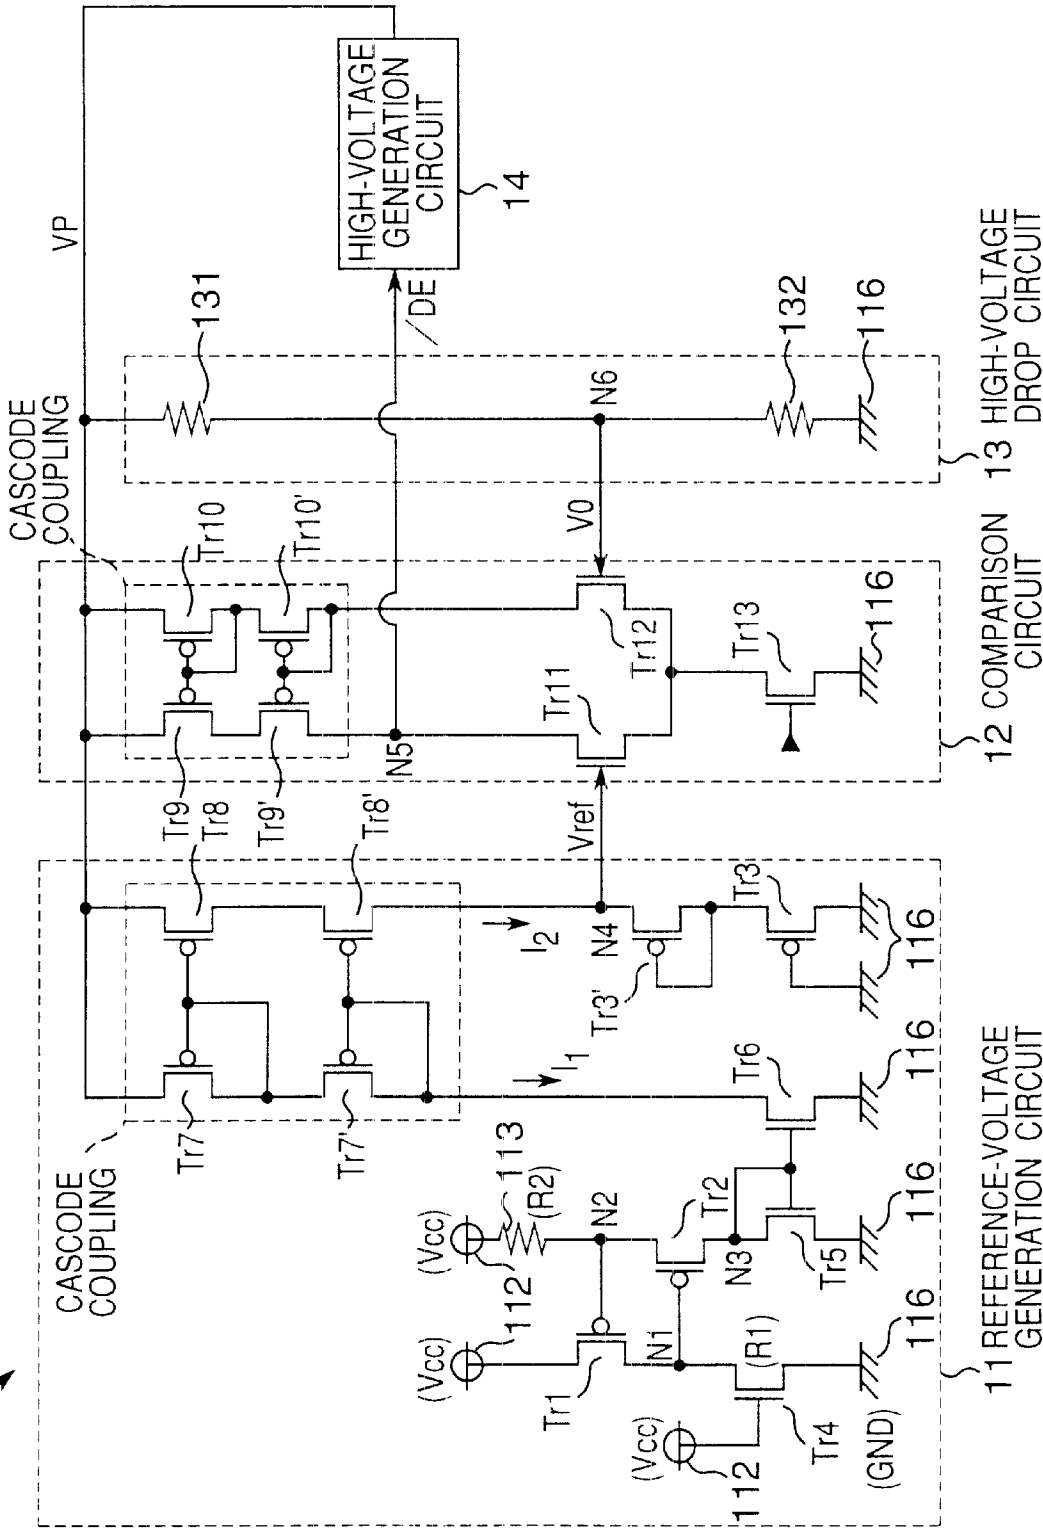 CASCODE
COUPLING
CASCODE
COUPLING
VP
HIGH-VOLTAGE
GENERATION
CIRCUIT
14
DE
131
132
116
N6
V0
13 HIGH-VOLTAGE
DROP CIRCUIT
Tr10
Tr10'
Tr9
Tr9'
N5
Tr11
Tr12
Tr13
116
12 COMPARISON
CIRCUIT
Tr8
Tr8'
Tr7
Tr7'
Vref
I2
I1
N4
Tr3'
Tr3
116
Tr6
116
(Vcc)
112
113
(R2)
N2
Tr2
N3
Tr5
116
(Vcc)
Tr1
N1
(R1)
(Vcc)
112
Tr4
(GND)
116
11 REFERENCE-VOLTAGE
GENERATION CIRCUIT